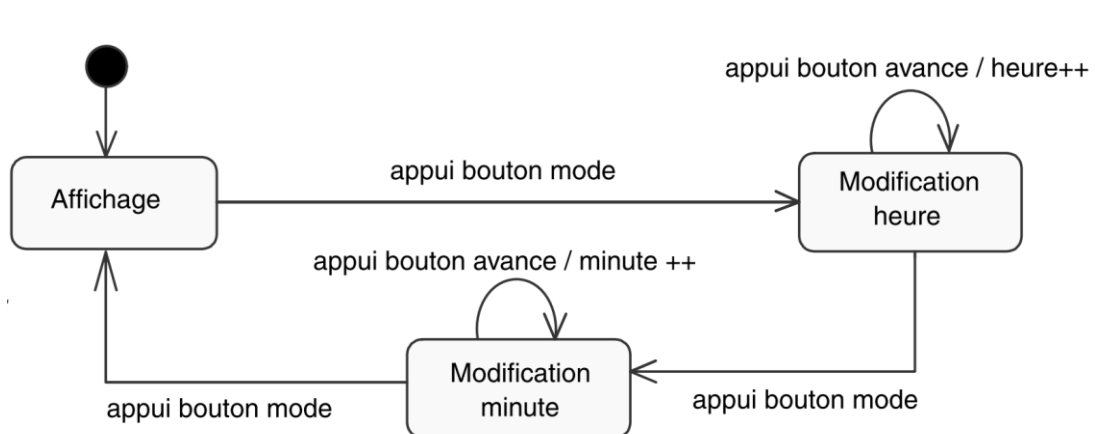 appui bouton avance / heure++
appui bouton mode
Affichage
Modification
heure
appui bouton avance / minute ++
Modification
minute
appui bouton mode
appui bouton mode